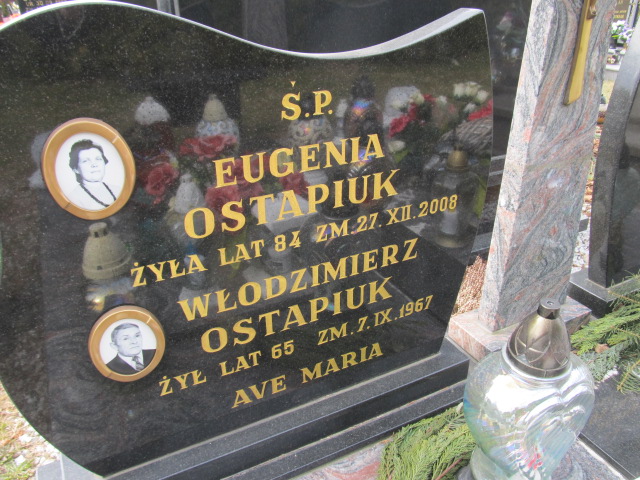 Ś.P.
EUGENIA
OSTAPIUK
ŻYŁA LAT 84 ZM.27.XII.2008
WŁODZIMIERZ
OSTAPIUK
ŻYŁ LAT 65 ZM.7.IX.1967
AVE MARIA